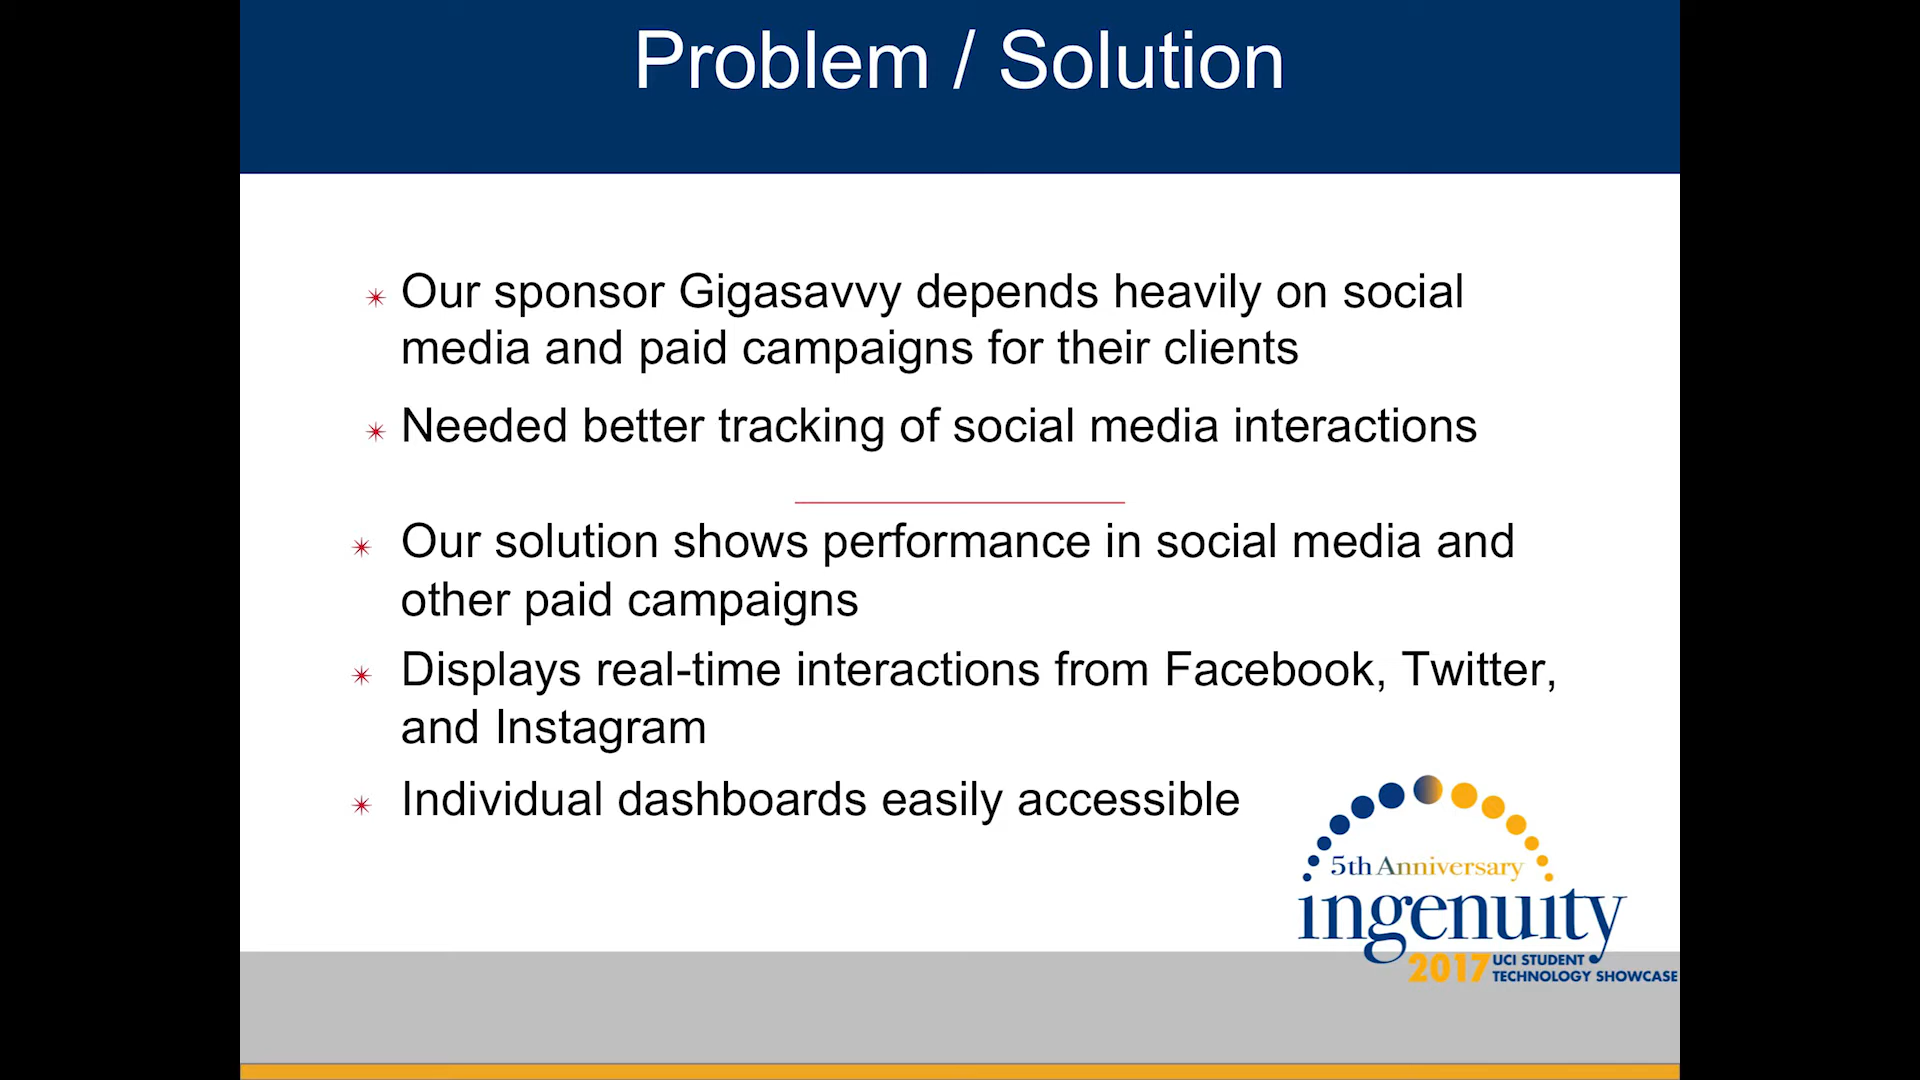 Problem / Solution
Our sponsor Gigasavvy depends heavily on social
media and paid campaigns for their clients
Needed better tracking of social media interactions
Our solution shows performance in social media and
other paid campaigns
Displays real-time interactions from Facebook, Twitter,
and Instagram
Individual dashboards easily accessible
5th Anniversary
ingenuity
2017 UCI STUDENT
TECHNOLOGY SHOWCASE